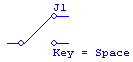 J1
Key = Space